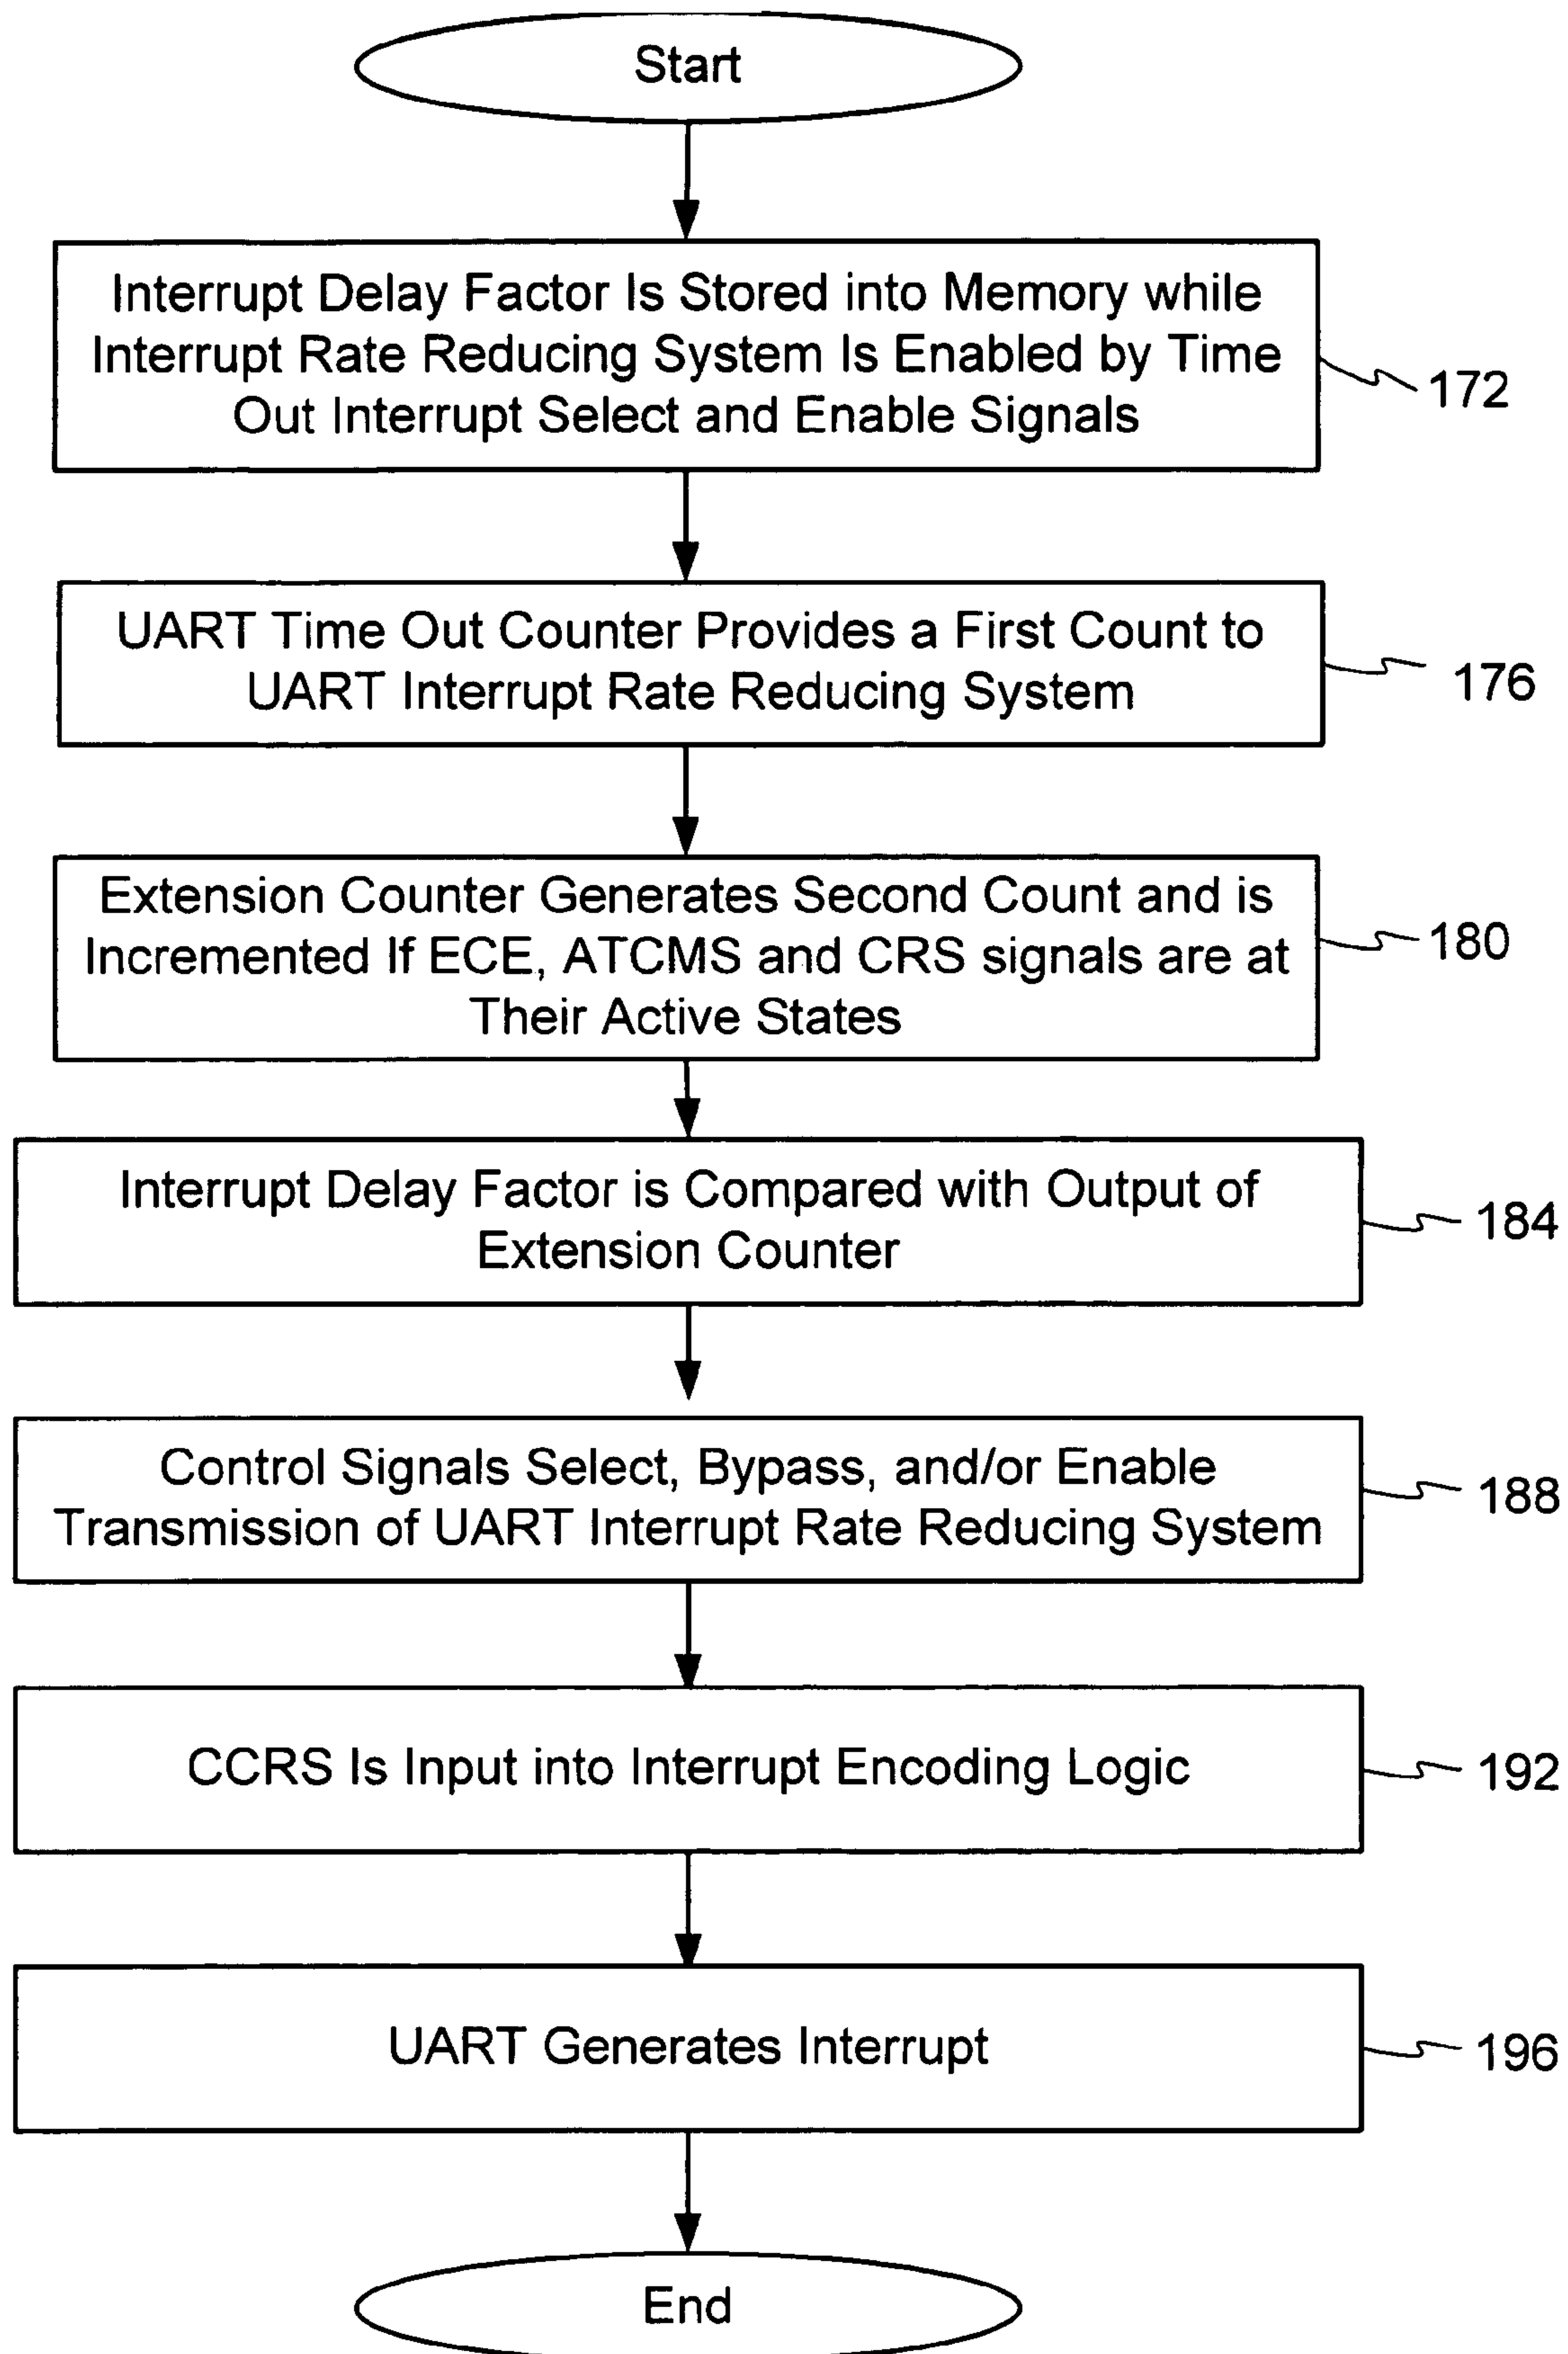 Start
Interrupt Delay Factor Is Stored into Memory while
Interrupt Rate Reducing System Is Enabled by Time
Out Interrupt Select and Enable Signals
172
UART Time Out Counter Provides a First Count to
UART Interrupt Rate Reducing System
176
Extension Counter Generates Second Count and is
Incremented If ECE, ATCMS and CRS signals are at
Their Active States
180
Interrupt Delay Factor is Compared with Output of
Extension Counter
184
Control Signals Select, Bypass, and/or Enable
Transmission of UART Interrupt Rate Reducing System
188
CCRS Is Input into Interrupt Encoding Logic
192
UART Generates Interrupt
196
End